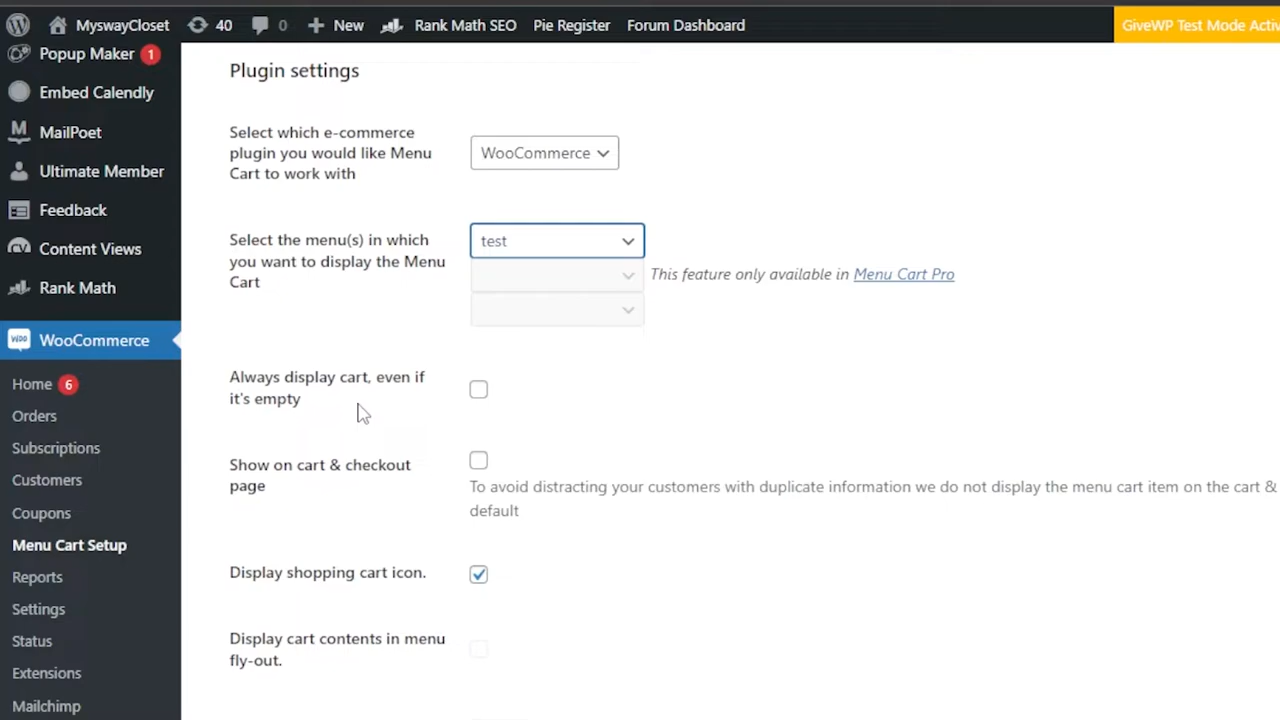 MyswayCloset 40 0 New Rank Math SEO Pie Register Forum Dashboard GiveWP Test Mode
Popup Maker 1
Embed Calendly
MailPoet
Ultimate Member
Feedback
Content Views
Rank Math
WooCommerce
Home 6
Orders
Subscriptions
Customers
Coupons
Menu Cart Setup
Reports
Settings
Status
Extensions
Mailchimp
Plugin settings
Select which e-commerce
plugin you would like Menu
Cart to work with
WooCommerce
Select the menu(s) in which
you want to display the Menu
Cart
test
This feature only available in Menu Cart Pro
Always display cart, even if
it's empty
Show on cart & checkout
page
To avoid distracting your customers with duplicate information we do not display the menu cart item on the cart &
default
Display shopping cart icon.
Display cart contents in menu
fly-out.